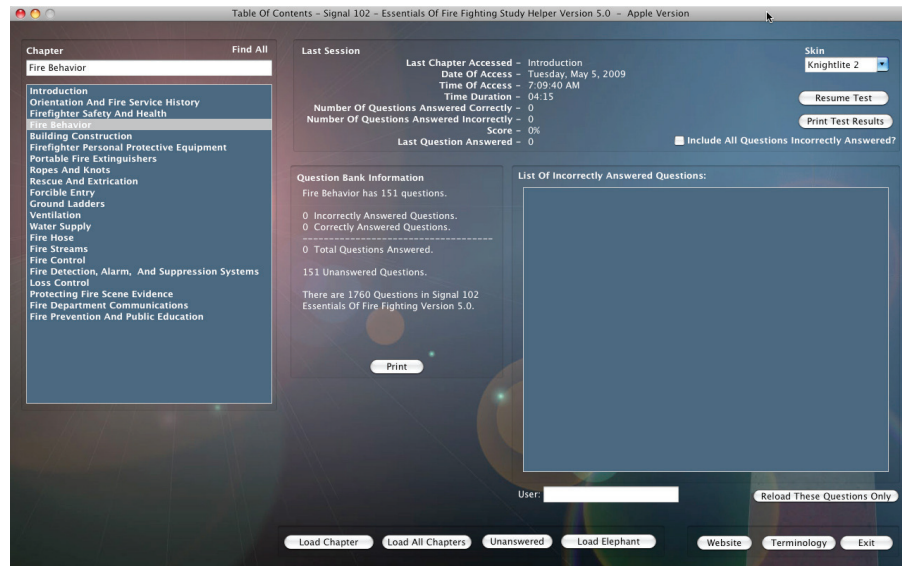 Table Of Contents – Signal 102 – Essentials Of Fire Fighting Study Helper Version 5.0 – Apple Version
Chapter
Find All
Fire Behavior
Introduction
Orientation And Fire Service History
Firefighter Safety And Health
Fire Behavior
Building Construction
Firefighter Personal Protective Equipment
Portable Fire Extinguishers
Ropes And Knots
Rescue And Extrication
Forcible Entry
Ground Ladders
Ventilation
Water Supply
Fire Hose
Fire Streams
Fire Control
Fire Detection, Alarm, And Suppression Systems
Loss Control
Protecting Fire Scene Evidence
Fire Department Communications
Fire Prevention And Public Education
Last Session
Last Chapter Accessed – Introduction
Date Of Access – Tuesday, May 5, 2009
Time Of Access – 7:09:40 AM
Time Duration – 04:15
Number Of Questions Answered Correctly – 0
Number Of Questions Answered Incorrectly – 0
Score – 0%
Last Question Answered – 0
Skin
Knightlite 2
Resume Test
Print Test Results
Include All Questions Incorrectly Answered?
Question Bank Information
Fire Behavior has 151 questions.
0 Incorrectly Answered Questions.
0 Correctly Answered Questions.
-------------------------------------
0 Total Questions Answered.
151 Unanswered Questions.
There are 1760 Questions in Signal 102
Essentials Of Fire Fighting Version 5.0.
Print
List Of Incorrectly Answered Questions:
User:
Reload These Questions Only
Load Chapter
Load All Chapters
Unanswered
Load Elephant
Website
Terminology
Exit